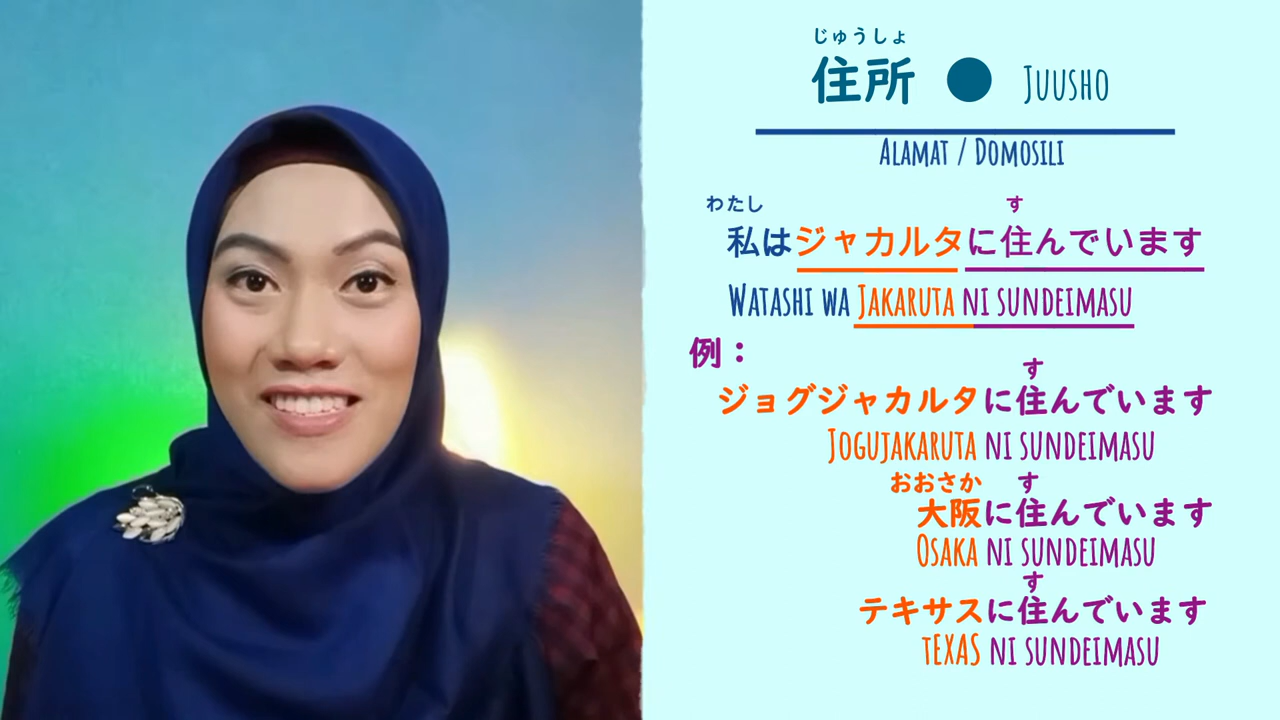 じゅうしょ
住所 ● Juusho
Alamat / Domosili
わたし す
私はジャカルタに住んでいます
Watashi wa Jakaruta ni sundeimasu
例：
す
ジョグジャカルタに住んでいます
Jogujakaruta ni sundeimasu
おおさか す
大阪に住んでいます
Osaka ni sundeimasu
す
テキサスに住んでいます
tEXAS ni sundeimasu